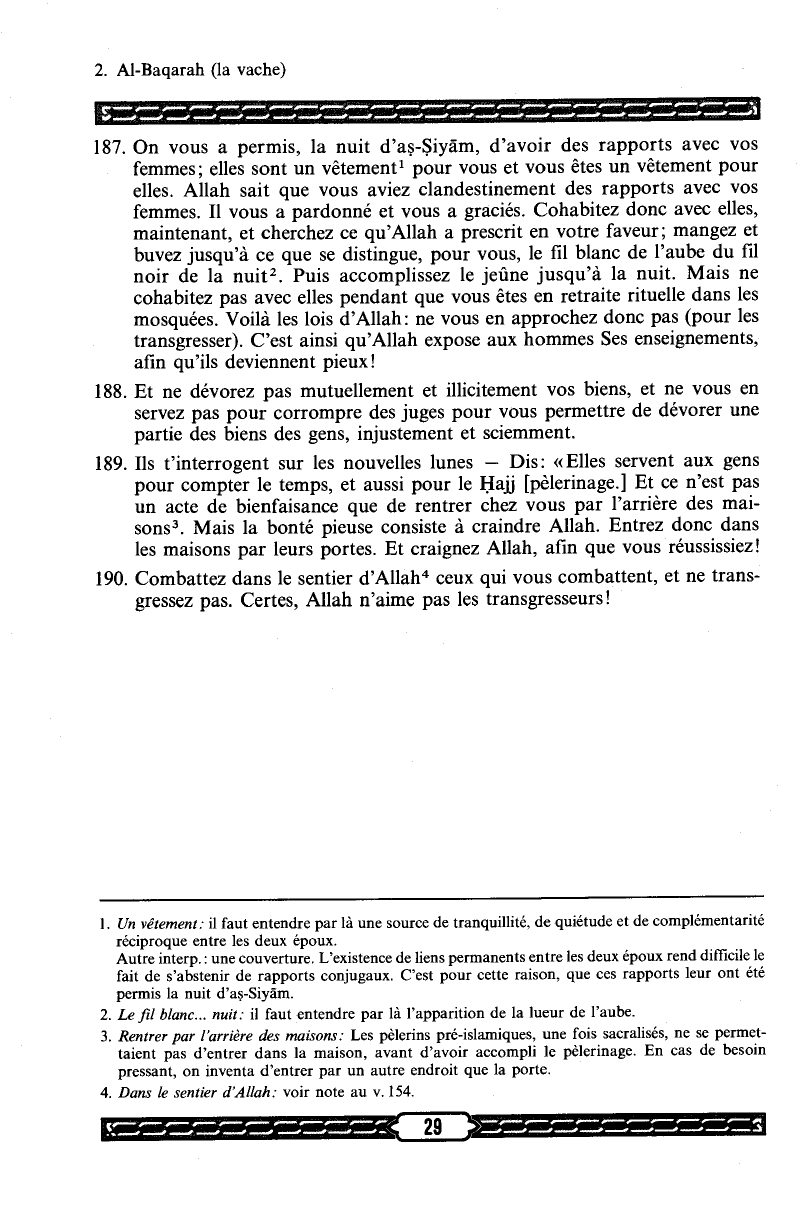 2. Al-Baqarah (la vache)
187. On vous a permis, la nuit d'aṣ-Ṣiyām, d'avoir des rapports avec vos
femmes; elles sont un vêtement¹ pour vous et vous êtes un vêtement pour
elles. Allah sait que vous aviez clandestinement des rapports avec vos
femmes. Il vous a pardonné et vous a graciés. Cohabitez donc avec elles,
maintenant, et cherchez ce qu'Allah a prescrit en votre faveur; mangez et
buvez jusqu'à ce que se distingue, pour vous, le fil blanc de l'aube du fil
noir de la nuit². Puis accomplissez le jeûne jusqu'à la nuit. Mais ne
cohabitez pas avec elles pendant que vous êtes en retraite rituelle dans les
mosquées. Voilà les lois d'Allah: ne vous en approchez donc pas (pour les
transgresser). C'est ainsi qu'Allah expose aux hommes Ses enseignements,
afin qu'ils deviennent pieux!
188. Et ne dévorez pas mutuellement et illicitement vos biens, et ne vous en
servez pas pour corrompre des juges pour vous permettre de dévorer une
partie des biens des gens, injustement et sciemment.
189. Ils t'interrogent sur les nouvelles lunes — Dis: «Elles servent aux gens
pour compter le temps, et aussi pour le Ḥajj [pèlerinage.] Et ce n'est pas
un acte de bienfaisance que de rentrer chez vous par l'arrière des mai-
sons³. Mais la bonté pieuse consiste à craindre Allah. Entrez donc dans
les maisons par leurs portes. Et craignez Allah, afin que vous réussissiez!
190. Combattez dans le sentier d'Allah⁴ ceux qui vous combattent, et ne trans-
gressez pas. Certes, Allah n'aime pas les transgresseurs!
1. Un vêtement: il faut entendre par là une source de tranquillité, de quiétude et de complémentarité
réciproque entre les deux époux.
Autre interp.: une couverture. L'existence de liens permanents entre les deux époux rend difficile le
fait de s'abstenir de rapports conjugaux. C'est pour cette raison, que ces rapports leur ont été
permis la nuit d'aṣ-Siyām.
2. Le fil blanc... nuit: il faut entendre par là l'apparition de la lueur de l'aube.
3. Rentrer par l'arrière des maisons: Les pèlerins pré-islamiques, une fois sacralisés, ne se permet-
taient pas d'entrer dans la maison, avant d'avoir accompli le pèlerinage. En cas de besoin
pressant, on inventa d'entrer par un autre endroit que la porte.
4. Dans le sentier d'Allah: voir note au v. 154.
29